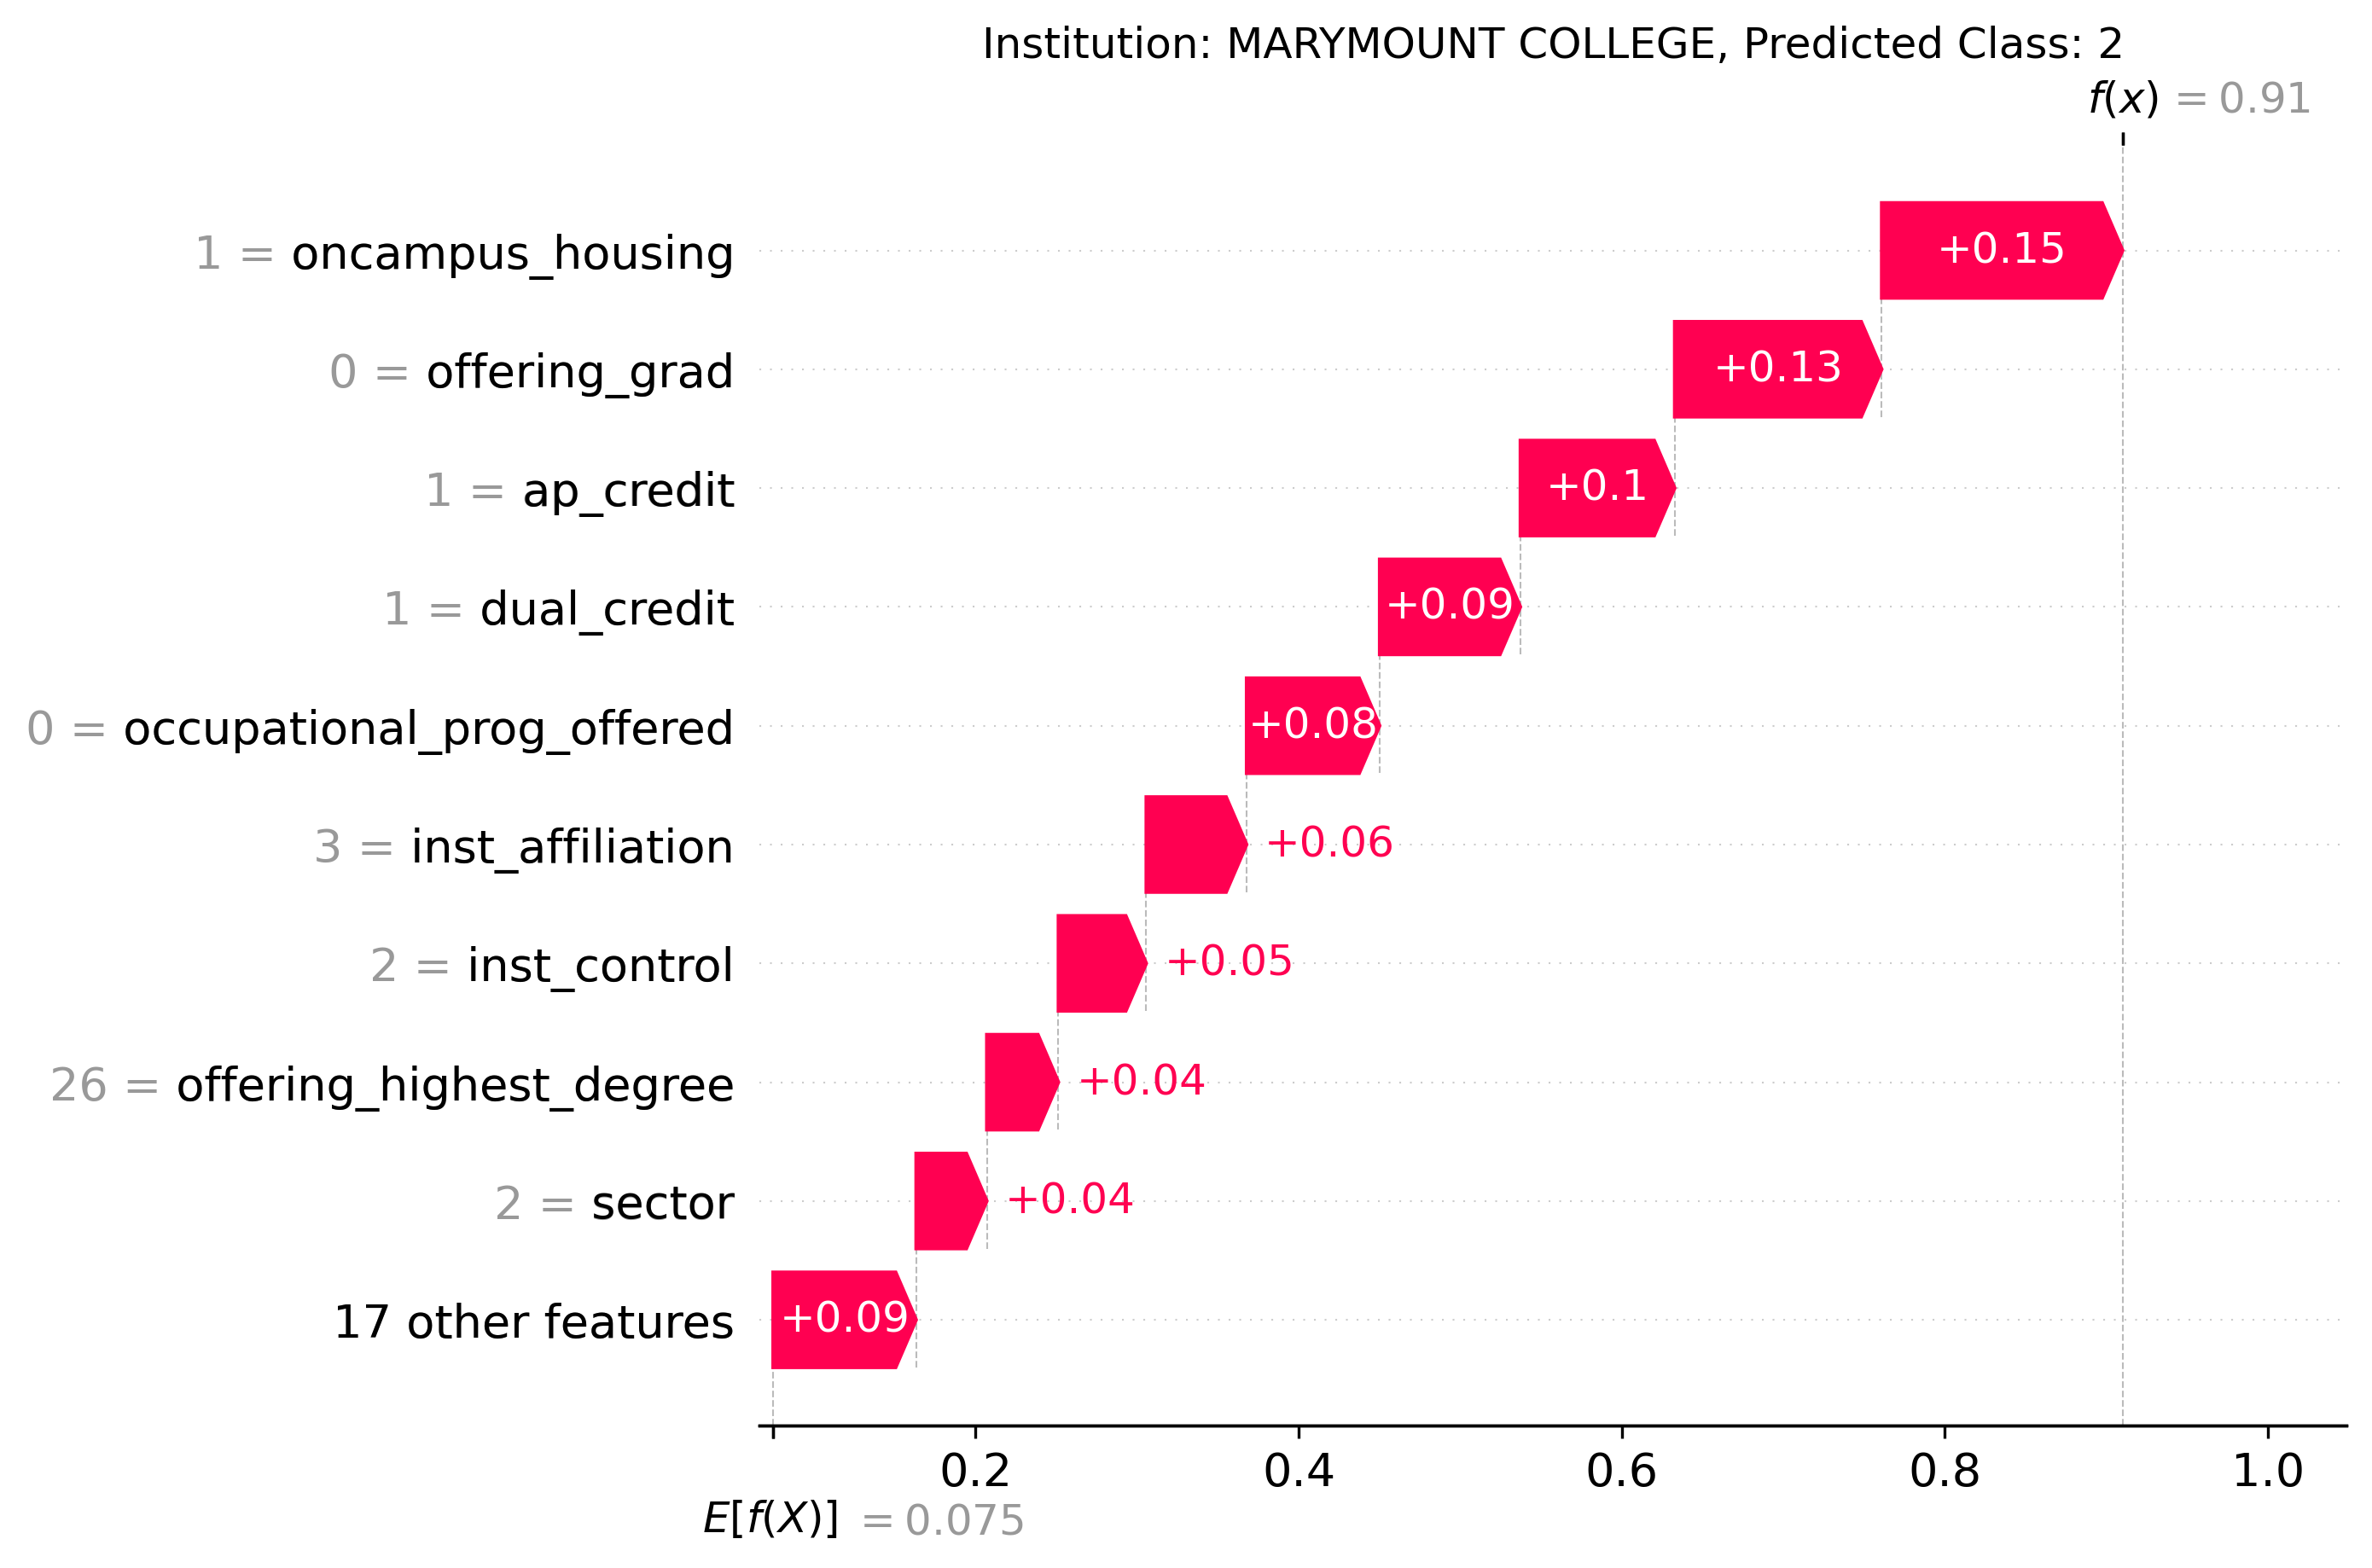 Institution: MARYMOUNT COLLEGE, Predicted Class: 2
f(x) = 0.91
1 = oncampus_housing +0.15
0 = offering_grad +0.13
1 = ap_credit +0.1
1 = dual_credit +0.09
0 = occupational_prog_offered +0.08
3 = inst_affiliation +0.06
2 = inst_control +0.05
26 = offering_highest_degree +0.04
2 = sector +0.04
17 other features +0.09
0.2 0.4 0.6 0.8 1.0
E[f(X)] = 0.075